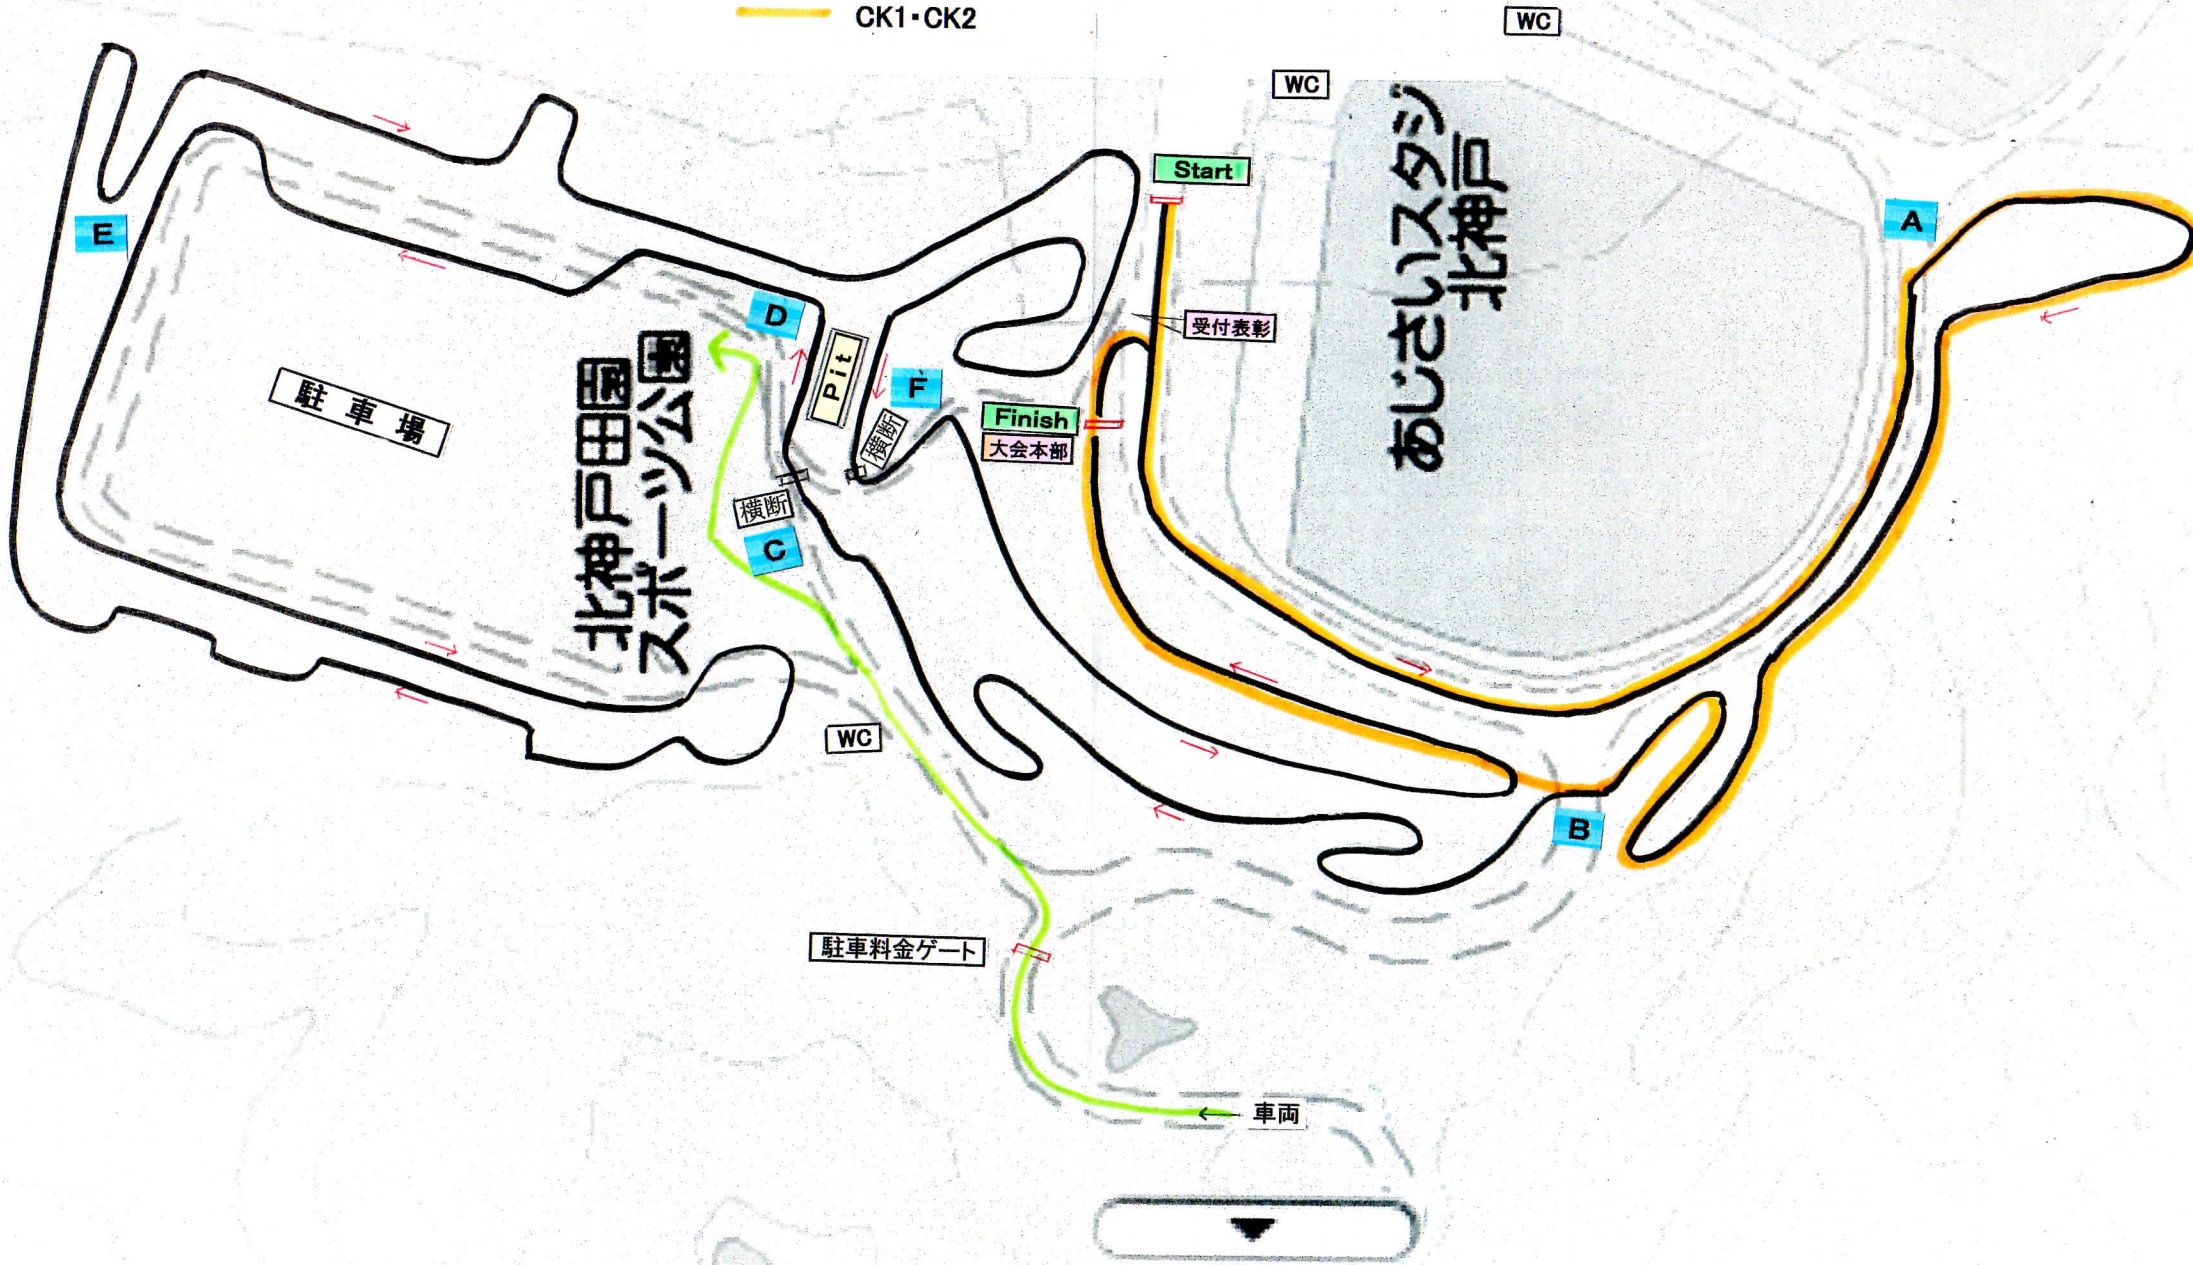 CK1・CK2
WC
WC
Start
A
E
あじさいスタジ
北神戸
D
受付表彰
Pit
F
駐車場
横断
Finish
大会本部
北神戸田園
スポーツ公園
横断
C
WC
B
駐車料金ゲート
車両